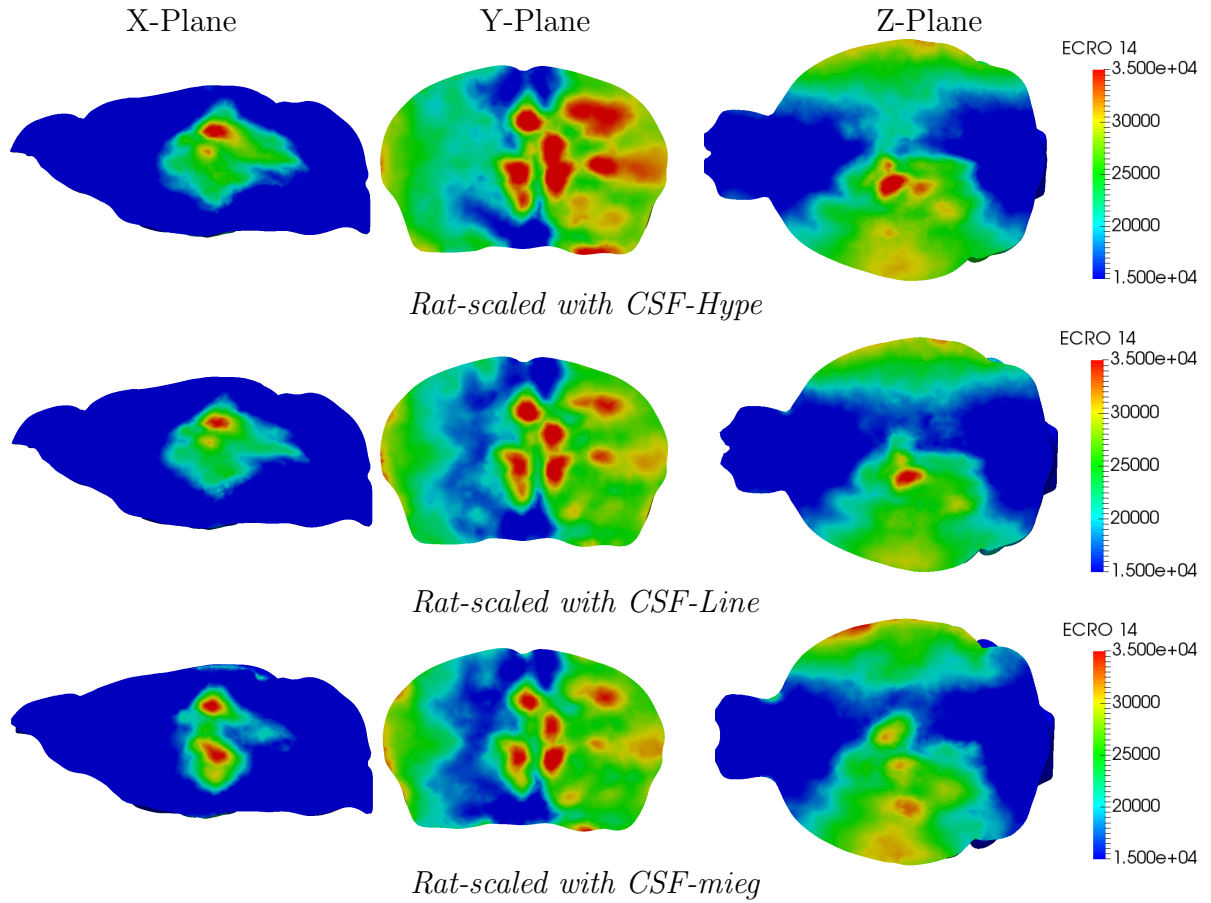 X-Plane Y-Plane Z-Plane
ECRO 14
3.500e+04
30000
25000
20000
1.500e+04
Rat-scaled with CSF-Hype
ECRO 14
3.500e+04
30000
25000
20000
1.500e+04
Rat-scaled with CSF-Line
ECRO 14
3.500e+04
30000
25000
20000
1.500e+04
Rat-scaled with CSF-mieg